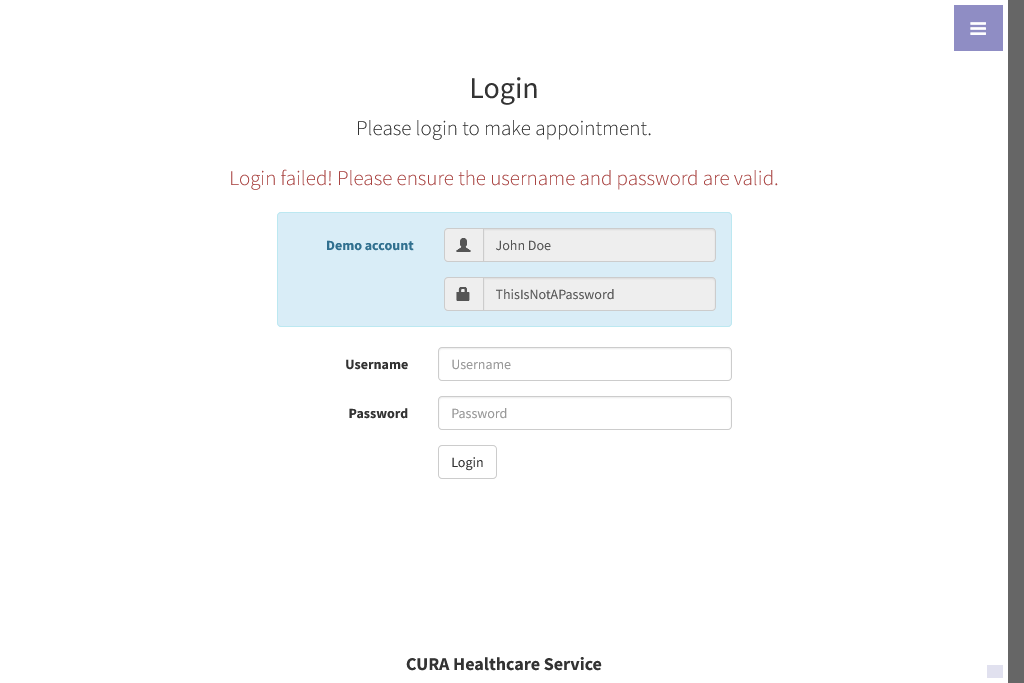 Login
Please login to make appointment.
Login failed! Please ensure the username and password are valid.
Demo account
John Doe
ThisIsNotAPassword
Username
Username
Password
Password
Login
CURA Healthcare Service